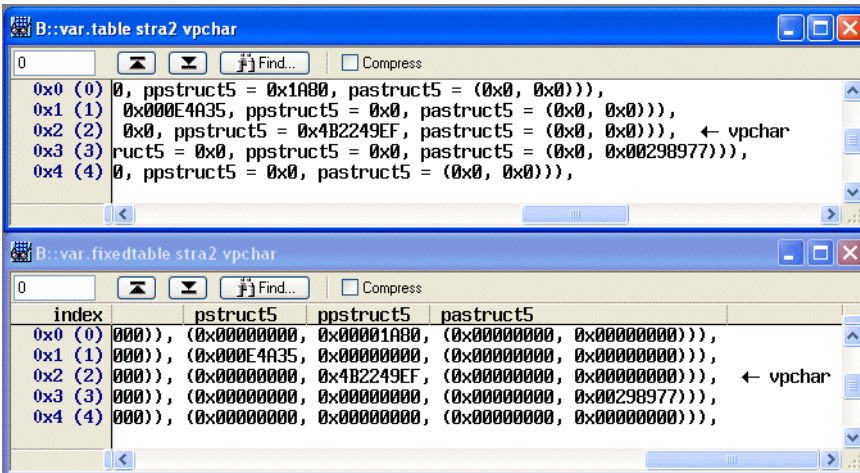 B::var.table stra2 vpchar
0 Find... Compress
0x0 (0) 0, ppstruct5 = 0x1A80, pastruct5 = (0x0, 0x0))),
0x1 (1) 0x000E4A35, ppstruct5 = 0x0, pastruct5 = (0x0, 0x0))),
0x2 (2) 0x0, ppstruct5 = 0x4B2249EF, pastruct5 = (0x0, 0x0))), ← vpchar
0x3 (3) ruct5 = 0x0, ppstruct5 = 0x0, pastruct5 = (0x0, 0x00298977))),
0x4 (4) 0, ppstruct5 = 0x0, pastruct5 = (0x0, 0x0))),
B::var.fixedtable stra2 vpchar
0 Find... Compress
index pstruct5 ppstruct5 pastruct5
0x0 (0) 000)), (0x00000000, 0x00001A80, (0x00000000, 0x00000000))),
0x1 (1) 000)), (0x000E4A35, 0x00000000, (0x00000000, 0x00000000))),
0x2 (2) 000)), (0x00000000, 0x4B2249EF, (0x00000000, 0x00000000))), ← vpchar
0x3 (3) 000)), (0x00000000, 0x00000000, (0x00000000, 0x00298977))),
0x4 (4) 000)), (0x00000000, 0x00000000, (0x00000000, 0x00000000))),